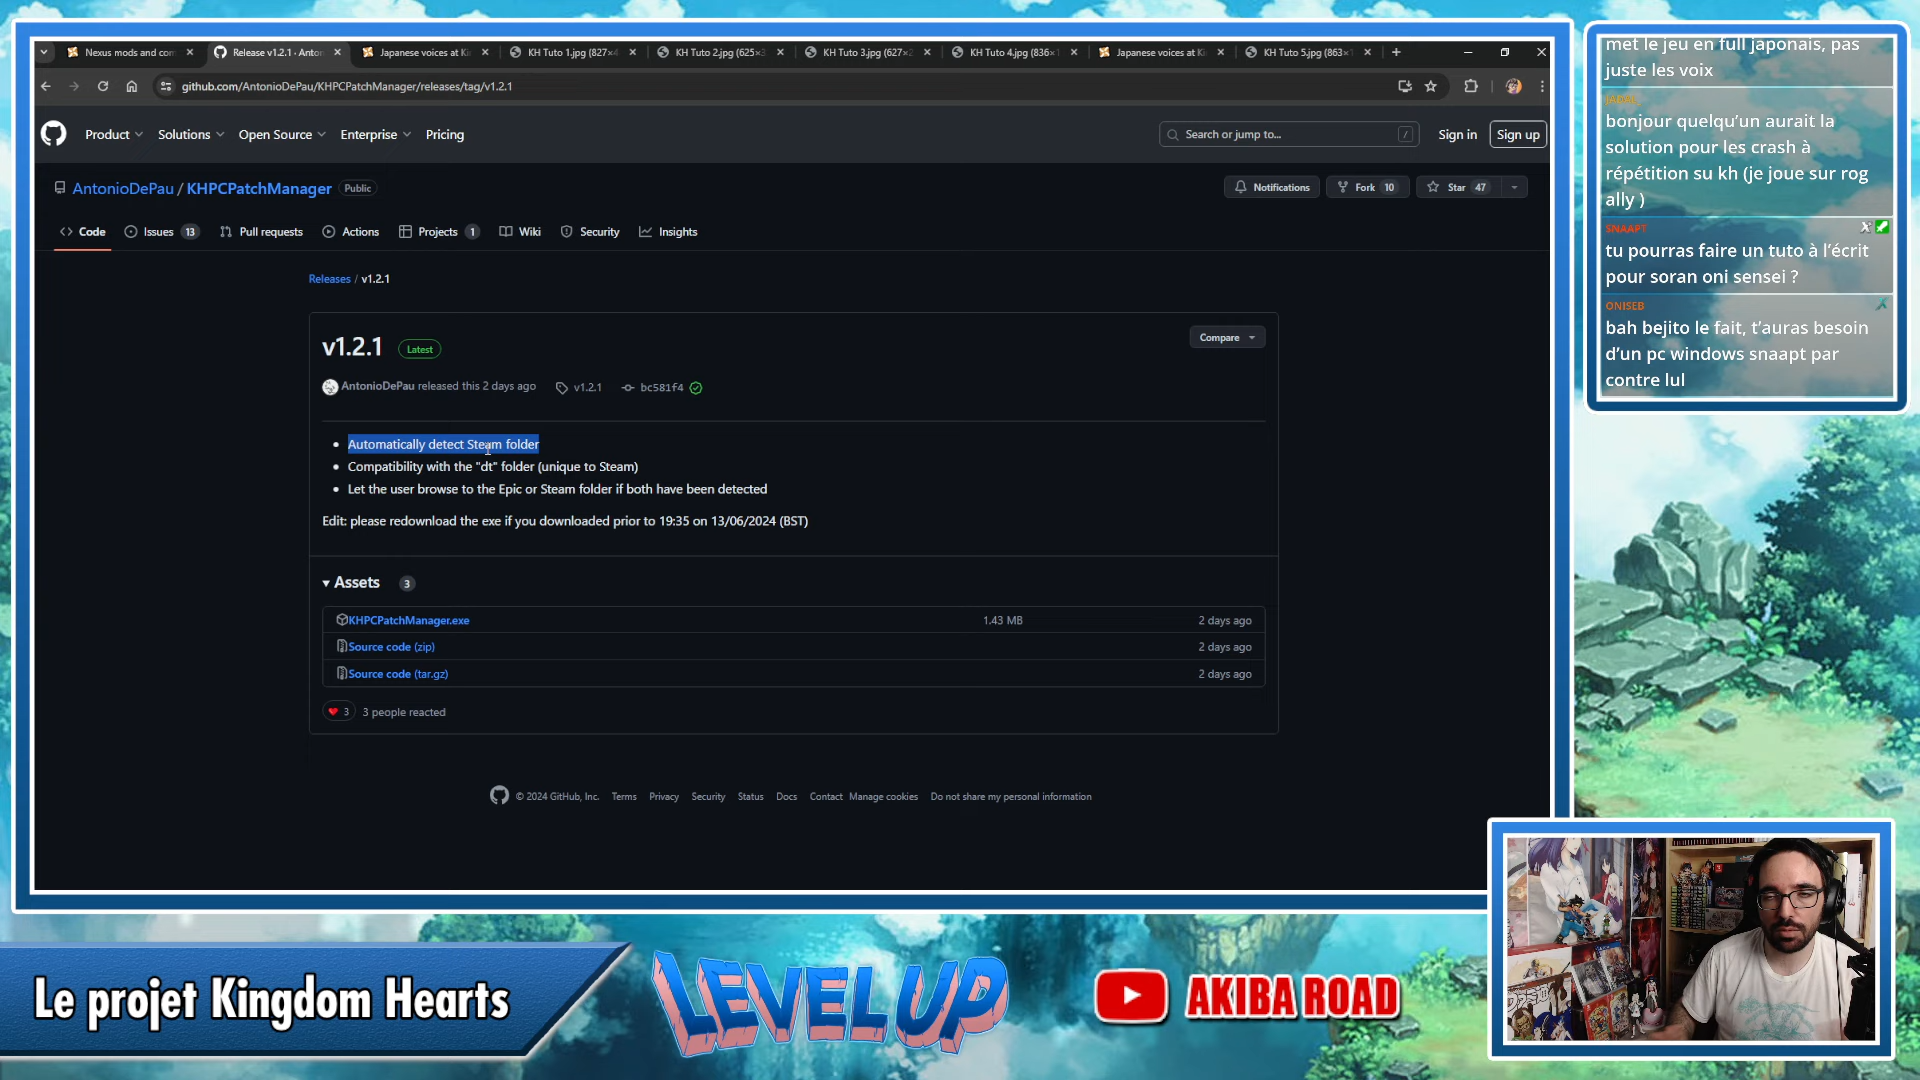 Nexus mods and com
Release v1.2.1 · Anton
Japanese voices at Ki
KH Tuto 1.jpg (827×4
KH Tuto 2.jpg (625×3
KH Tuto 3.jpg (627×2
KH Tuto 4.jpg (836×1
Japanese voices at Ki
KH Tuto 5.jpg (863×1
github.com/AntonioDePau/KHPCPatchManager/releases/tag/v1.2.1
Product
Solutions
Open Source
Enterprise
Pricing
Search or jump to...
/
Sign in
Sign up
AntonioDePau / KHPCPatchManager
Public
Notifications
Fork 10
Star 47
<> Code
Issues 13
Pull requests
Actions
Projects 1
Wiki
Security
Insights
Releases / v1.2.1
v1.2.1
Latest
Compare
AntonioDePau released this 2 days ago
v1.2.1
bc581f4
• Automatically detect Steam folder
• Compatibility with the "dt" folder (unique to Steam)
• Let the user browse to the Epic or Steam folder if both have been detected
Edit: please redownload the exe if you downloaded prior to 19:35 on 13/06/2024 (BST)
Assets 3
KHPCPatchManager.exe
1.43 MB
2 days ago
Source code (zip)
2 days ago
Source code (tar.gz)
2 days ago
3
3 people reacted
© 2024 GitHub, Inc.
Terms
Privacy
Security
Status
Docs
Contact
Manage cookies
Do not share my personal information
met le jeu en full japonais, pas
juste les voix
bonjour quelqu'un aurait la
solution pour les crash à
répétition su kh (je joue sur rog
ally )
SNAAPT
tu pourras faire un tuto à l'écrit
pour soran oni sensei ?
ONISEB
bah bejito le fait, t'auras besoin
d'un pc windows snaapt par
contre lul
Le projet Kingdom Hearts
LEVEL UP
AKIBA ROAD